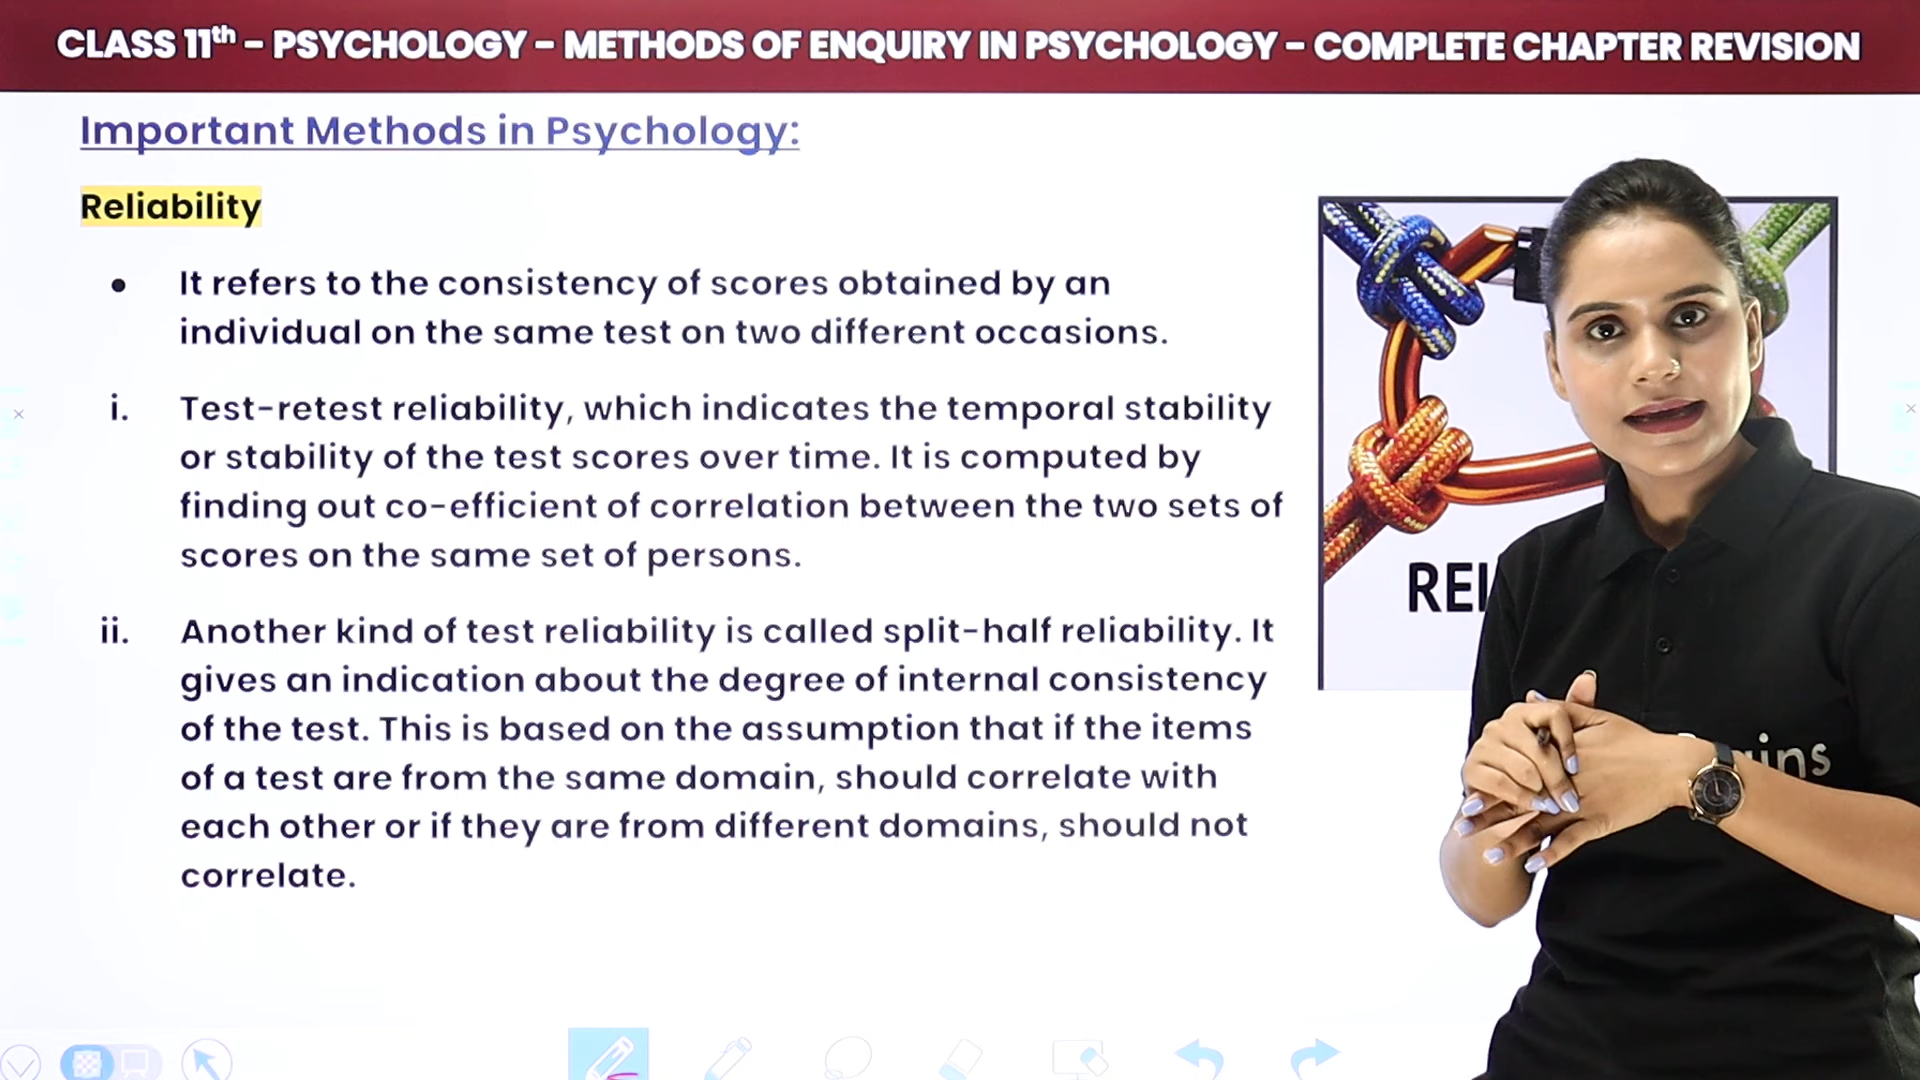 CLASS 11th – PSYCHOLOGY – METHODS OF ENQUIRY IN PSYCHOLOGY – COMPLETE CHAPTER REVISION
Important Methods in Psychology:
Reliability
• It refers to the consistency of scores obtained by an
individual on the same test on two different occasions.
i. Test-retest reliability, which indicates the temporal stability
or stability of the test scores over time. It is computed by
finding out co-efficient of correlation between the two sets of
scores on the same set of persons.
ii. Another kind of test reliability is called split-half reliability. It
gives an indication about the degree of internal consistency
of the test. This is based on the assumption that if the items
of a test are from the same domain, should correlate with
each other or if they are from different domains, should not
correlate.